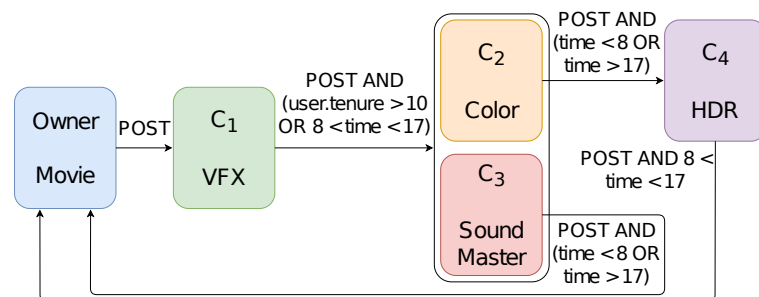 Owner
Movie
POST
C1
VFX
POST AND
(user.tenure >10
OR 8 < time < 17)
C2
Color
C3
Sound
Master
POST AND
(time < 8 OR
time > 17)
C4
HDR
POST AND 8 <
time < 17
POST AND
(time < 8 OR
time > 17)